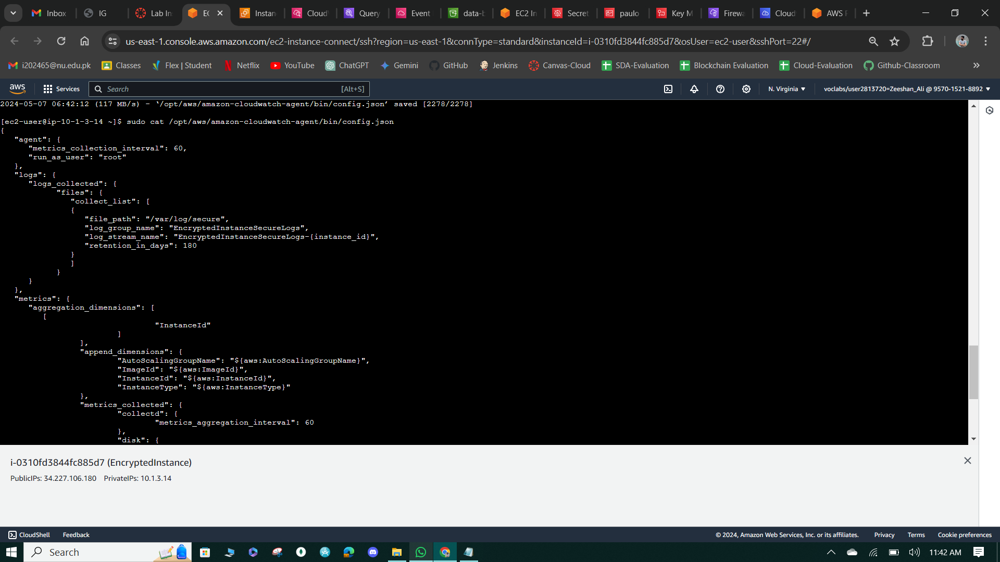 Inbox
IG
Lab In
EC
Instan
Cloud
Query
Event
data-b
EC2 In
Secret
paulo
Key M
Firewa
Cloud
AWS
us-east-1.console.aws.amazon.com/ec2-instance-connect/ssh?region=us-east-1&connType=standard&instanceId=i-0310fd3844fc885d7&osUser=ec2-user&sshPort=22#/
i202465@nu.edu.pk
Classes
Flex | Student
Netflix
YouTube
ChatGPT
Gemini
GitHub
Jenkins
Canvas-Cloud
SDA-Evaluation
Blockchain Evaluation
Cloud-Evaluation
Github-Classroom
aws
Services
Search
[Alt+S]
N. Virginia
voclabs/user2813720=Zeeshan_Ali @ 9570-1521-8892
2024-05-07 06:42:12 (117 MB/s) - ‘/opt/aws/amazon-cloudwatch-agent/bin/config.json’ saved [2278/2278]
[ec2-user@ip-10-1-3-14 ~]$ sudo cat /opt/aws/amazon-cloudwatch-agent/bin/config.json
{
"agent": {
"metrics_collection_interval": 60,
"run_as_user": "root"
},
"logs": {
"logs_collected": {
"files": {
"collect_list": [
{
"file_path": "/var/log/secure",
"log_group_name": "EncryptedInstanceSecureLogs",
"log_stream_name": "EncryptedInstanceSecureLogs-{instance_id}",
"retention_in_days": 180
}
]
}
}
},
"metrics": {
"aggregation_dimensions": [
[
"InstanceId"
]
],
"append_dimensions": {
"AutoScalingGroupName": "${aws:AutoScalingGroupName}",
"ImageId": "${aws:ImageId}",
"InstanceId": "${aws:InstanceId}",
"InstanceType": "${aws:InstanceType}"
},
"metrics_collected": {
"collectd": {
"metrics_aggregation_interval": 60
},
"disk": {
i-0310fd3844fc885d7 (EncryptedInstance)
PublicIPs: 34.227.106.180 PrivateIPs: 10.1.3.14
CloudShell
Feedback
© 2024, Amazon Web Services, Inc. or its affiliates.
Privacy
Terms
Cookie preferences
Search
11:42 AM